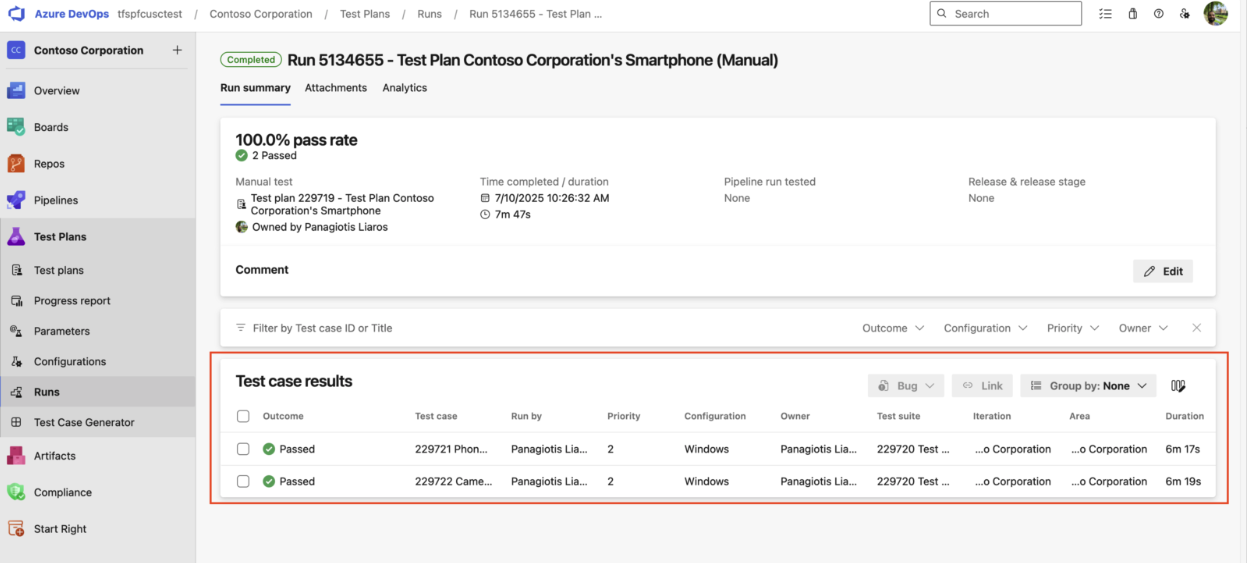 Azure DevOps tfspfcusctest / Contoso Corporation / Test Plans / Runs / Run 5134655 - Test Plan ...
Search
CC Contoso Corporation +
Overview
Boards
Repos
Pipelines
Test Plans
Test plans
Progress report
Parameters
Configurations
Runs
Test Case Generator
Artifacts
Compliance
Start Right
Completed Run 5134655 - Test Plan Contoso Corporation's Smartphone (Manual)
Run summary Attachments Analytics
100.0% pass rate
2 Passed
Manual test
Test plan 229719 - Test Plan Contoso
Corporation's Smartphone
Owned by Panagiotis Liaros
Time completed / duration
7/10/2025 10:26:32 AM
7m 47s
Pipeline run tested
None
Release & release stage
None
Comment
Edit
Filter by Test case ID or Title
Outcome Configuration Priority Owner
Test case results
Bug Link Group by: None
Outcome Test case Run by Priority Configuration Owner Test suite Iteration Area Duration
Passed 229721 Phon... Panagiotis Lia... 2 Windows Panagiotis Lia... 229720 Test ... ...o Corporation ...o Corporation 6m 17s
Passed 229722 Came... Panagiotis Lia... 2 Windows Panagiotis Lia... 229720 Test ... ...o Corporation ...o Corporation 6m 19s